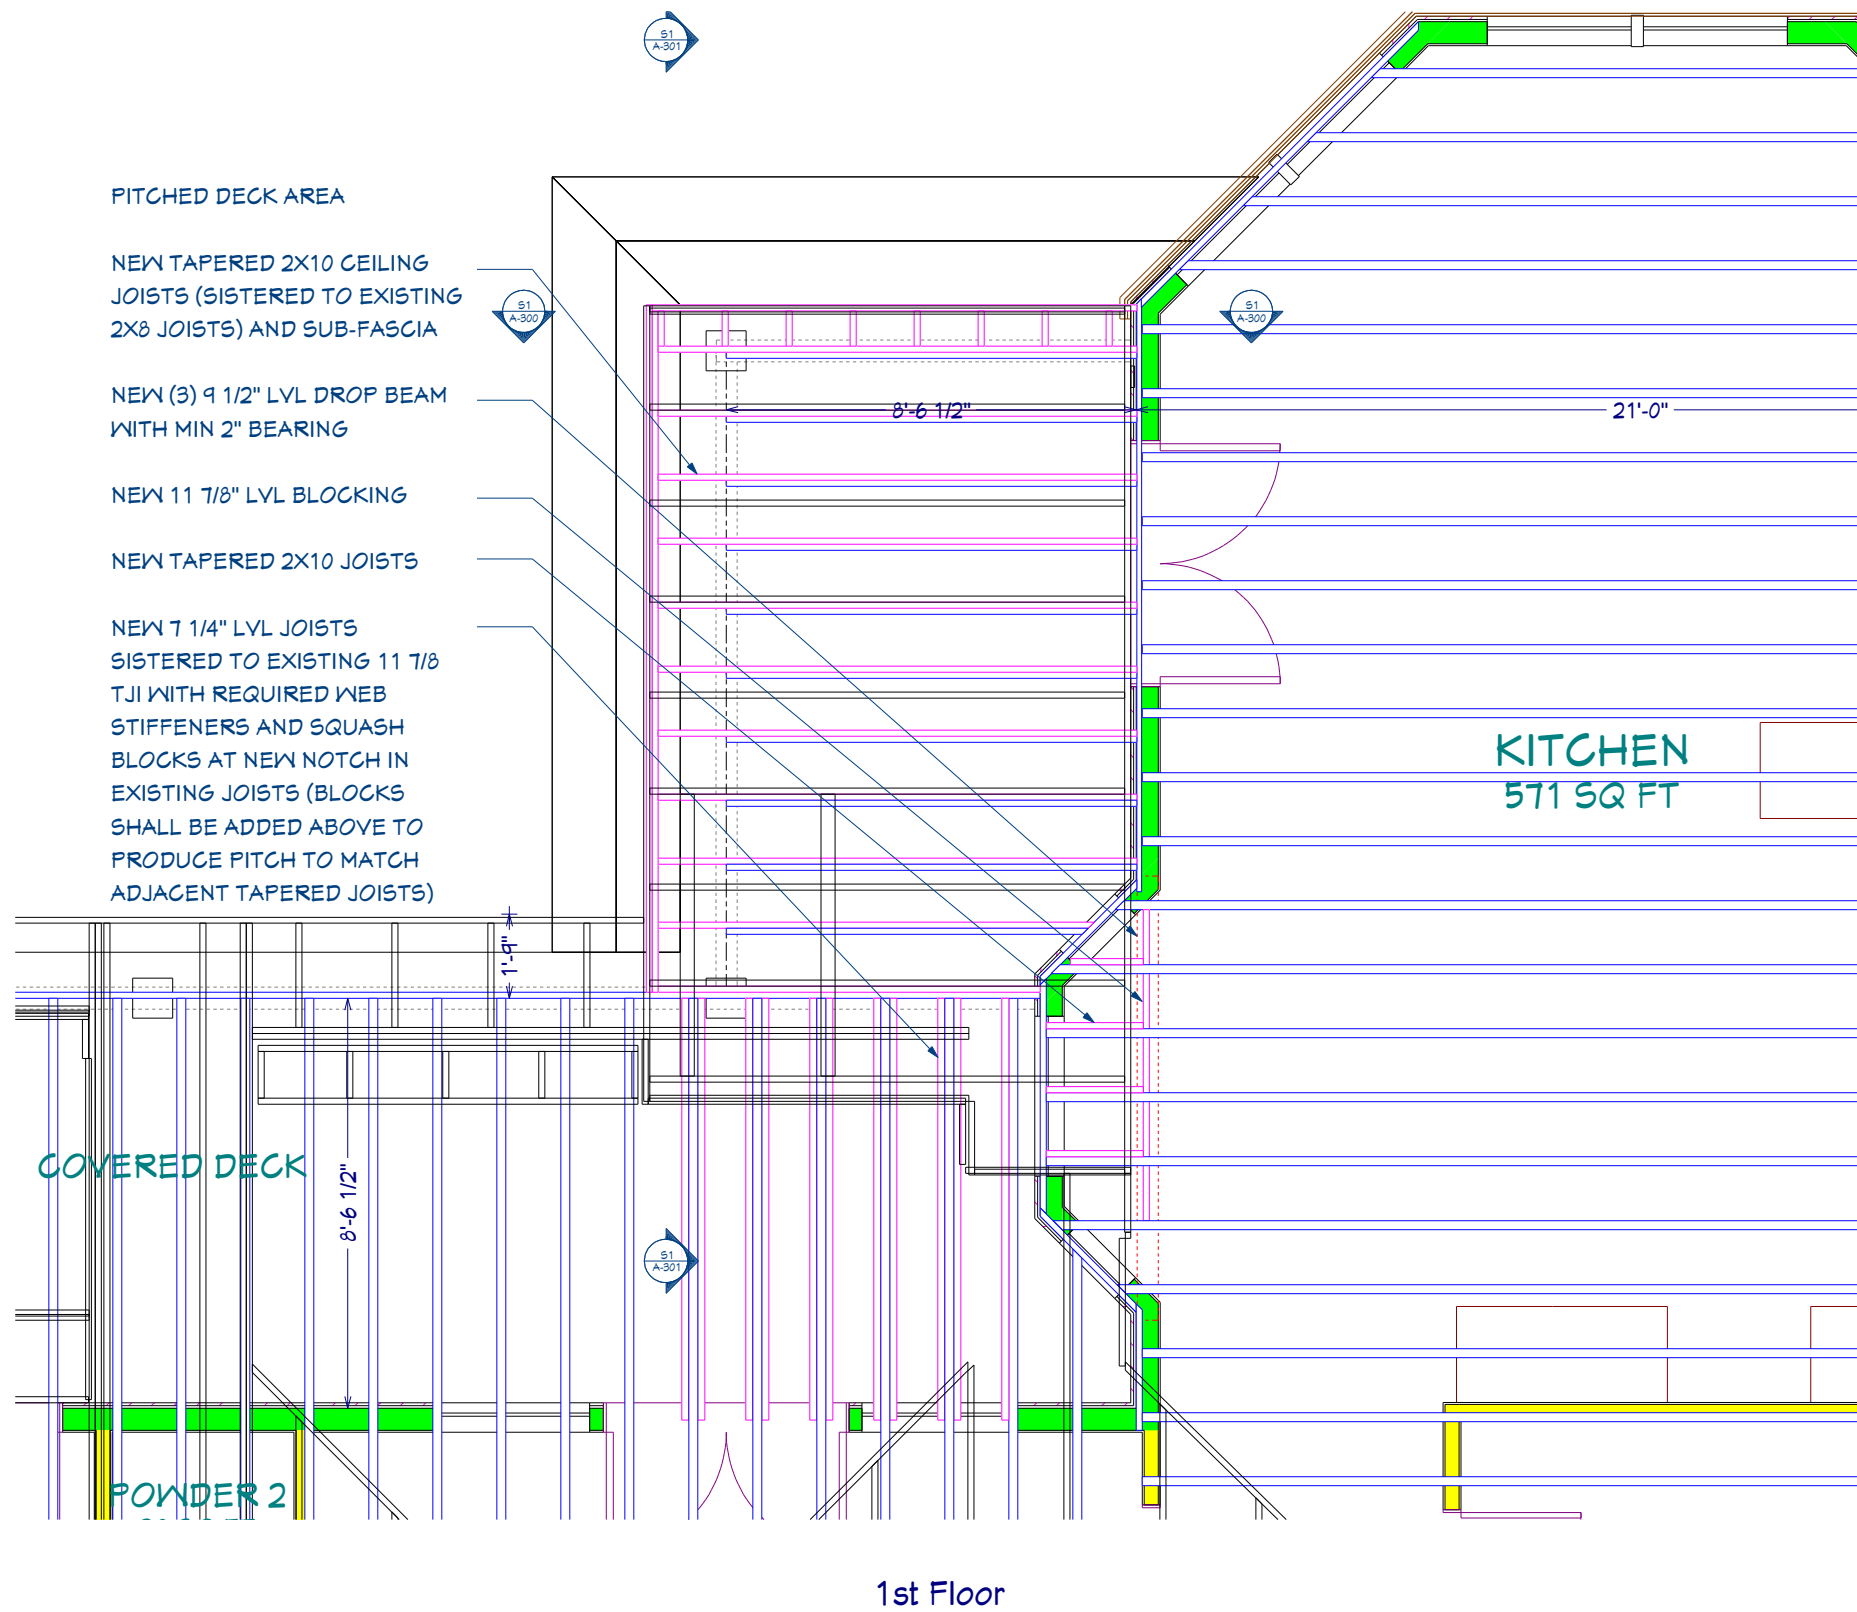 S1
A-301
PITCHED DECK AREA
NEW TAPERED 2X10 CEILING
JOISTS (SISTERED TO EXISTING
2X8 JOISTS) AND SUB-FASCIA
S1
A-300
S1
A-300
NEW (3) 9 1/2" LVL DROP BEAM
WITH MIN 2" BEARING
8'-6 1/2"
21'-0"
NEW 11 7/8" LVL BLOCKING
NEW TAPERED 2X10 JOISTS
NEW 7 1/4" LVL JOISTS
SISTERED TO EXISTING 11 7/8
TJI WITH REQUIRED WEB
STIFFENERS AND SQUASH
BLOCKS AT NEW NOTCH IN
EXISTING JOISTS (BLOCKS
SHALL BE ADDED ABOVE TO
PRODUCE PITCH TO MATCH
ADJACENT TAPERED JOISTS)
KITCHEN
571 SQ FT
1'-9"
COVERED DECK
8'-6 1/2"
S1
A-301
POWDER 2
1st Floor